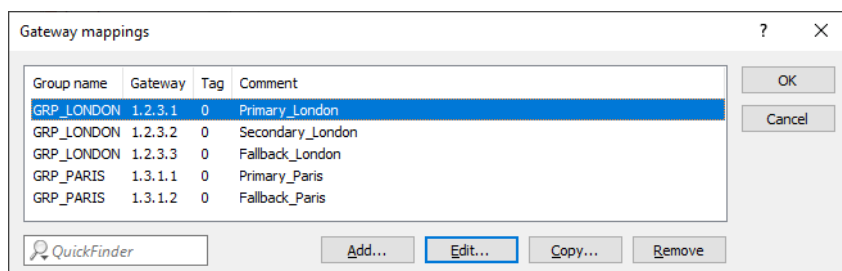 Gateway mappings ?
Group name Gateway Tag Comment
GRP_LONDON 1.2.3.1 0 Primary_London
GRP_LONDON 1.2.3.2 0 Secondary_London
GRP_LONDON 1.2.3.3 0 Fallback_London
GRP_PARIS 1.3.1.1 0 Primary_Paris
GRP_PARIS 1.3.1.2 0 Fallback_Paris
OK
Cancel
QuickFinder Add... Edit... Copy... Remove